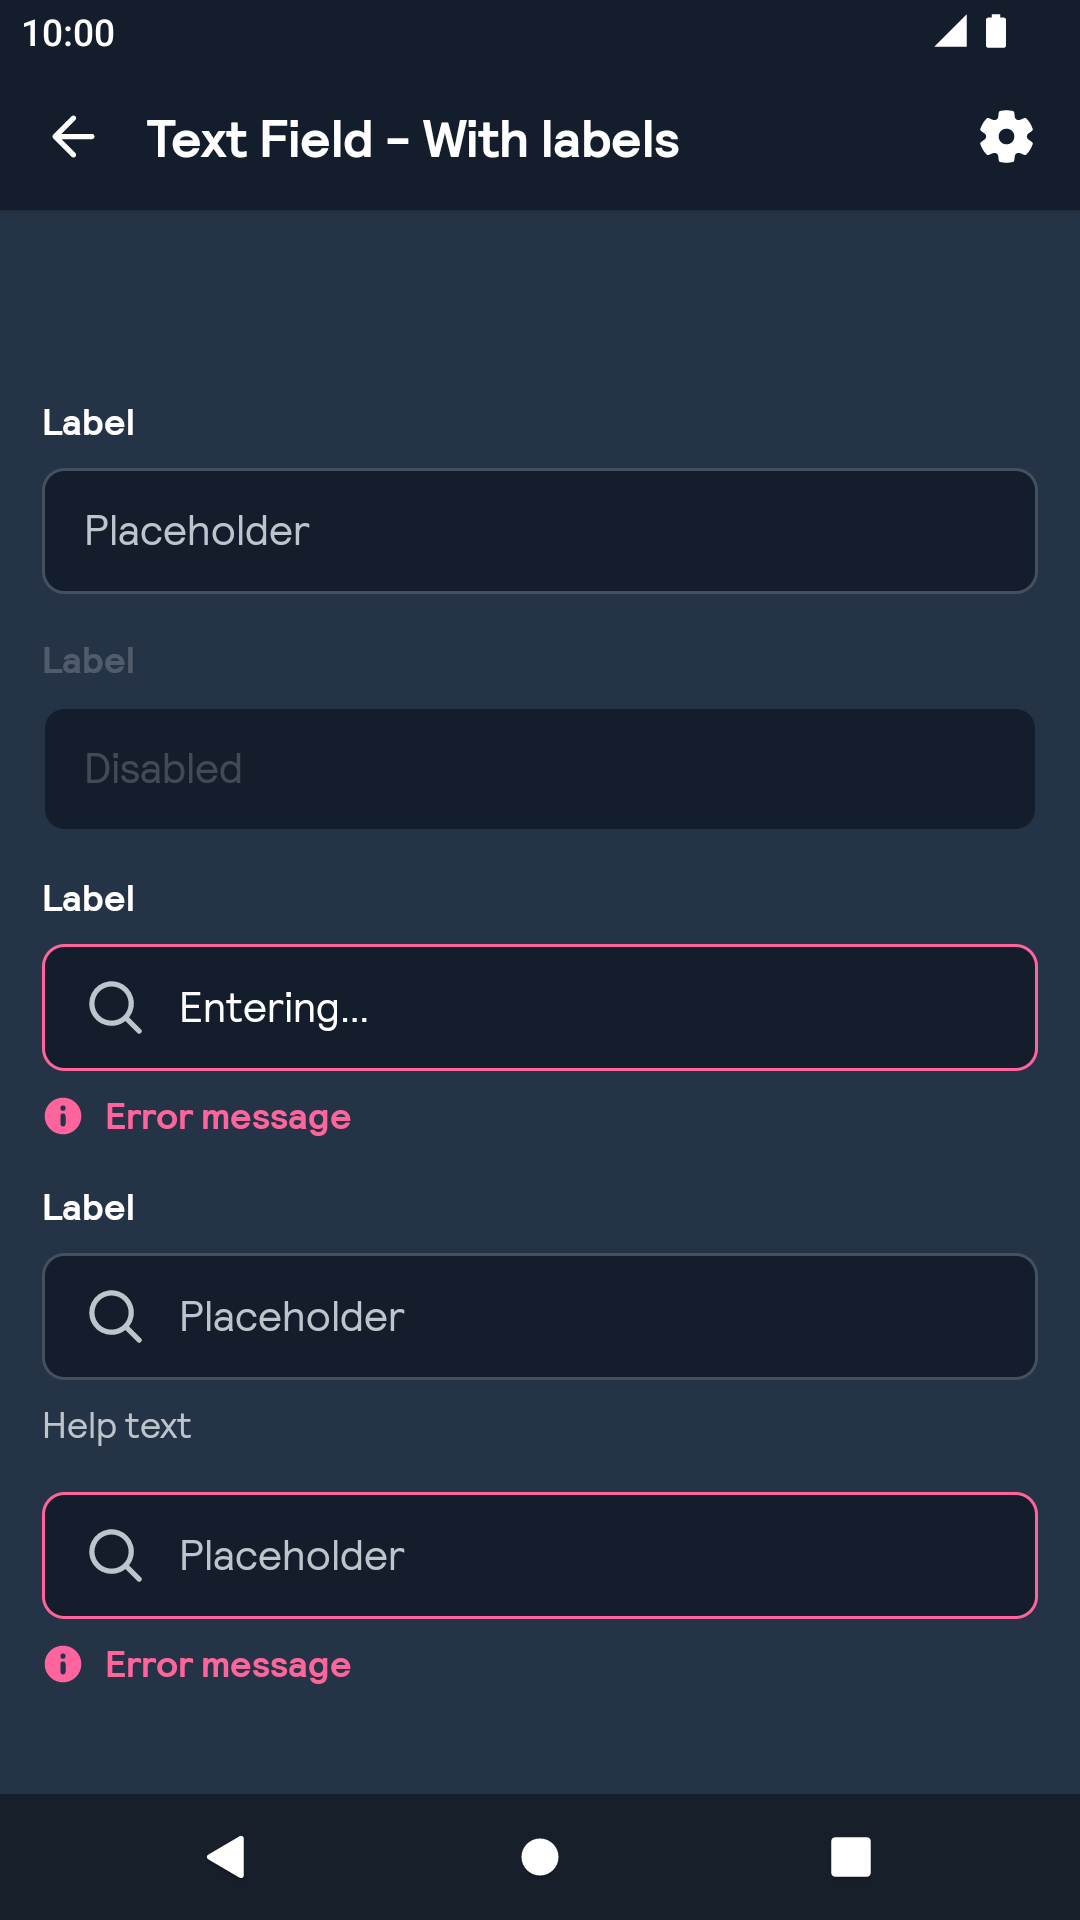 10:00
Text Field - With labels
Label
Placeholder
Label
Disabled
Label
Entering...
Error message
Label
Placeholder
Help text
Placeholder
Error message